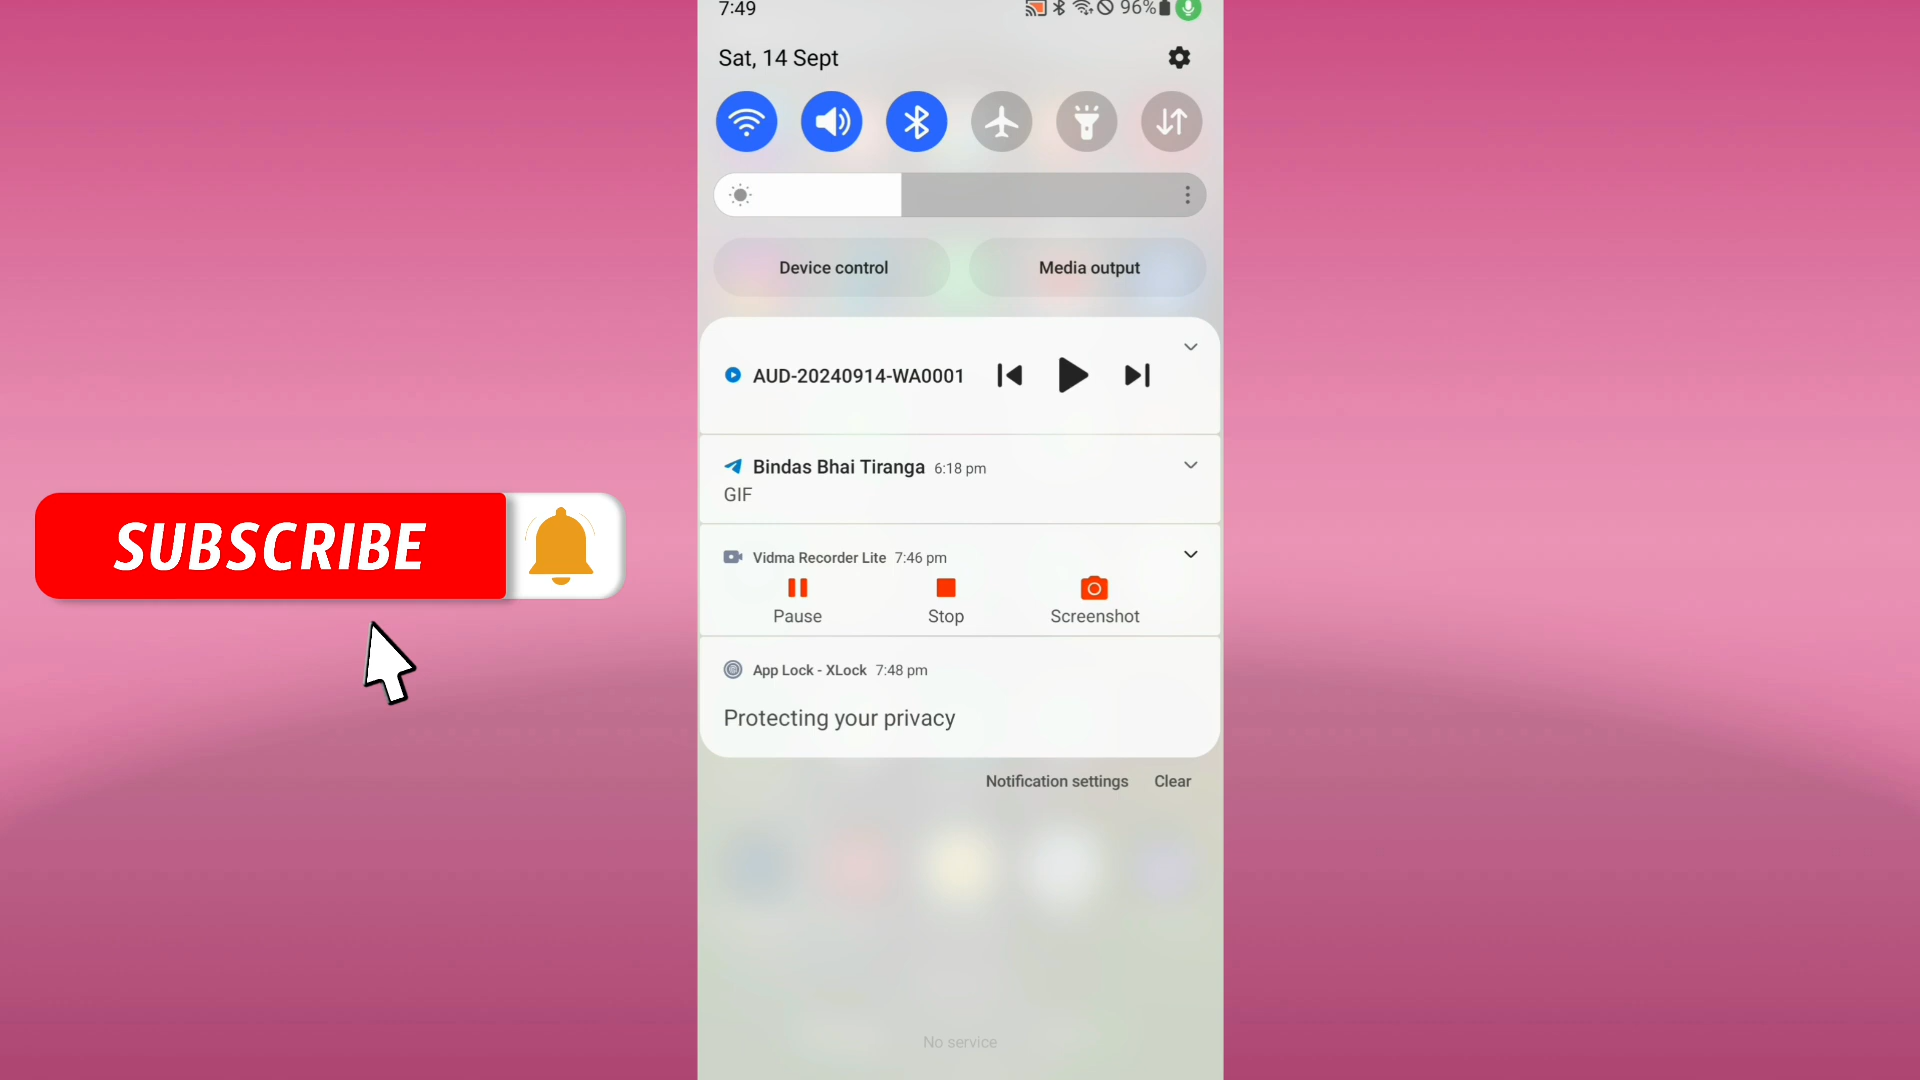 7:49
96%
Sat, 14 Sept
Device control
Media output
AUD-20240914-WA0001
Bindas Bhai Tiranga 6:18 pm
GIF
SUBSCRIBE
Vidma Recorder Lite 7:46 pm
Pause
Stop
Screenshot
App Lock - XLock 7:48 pm
Protecting your privacy
Notification settings
Clear
No service